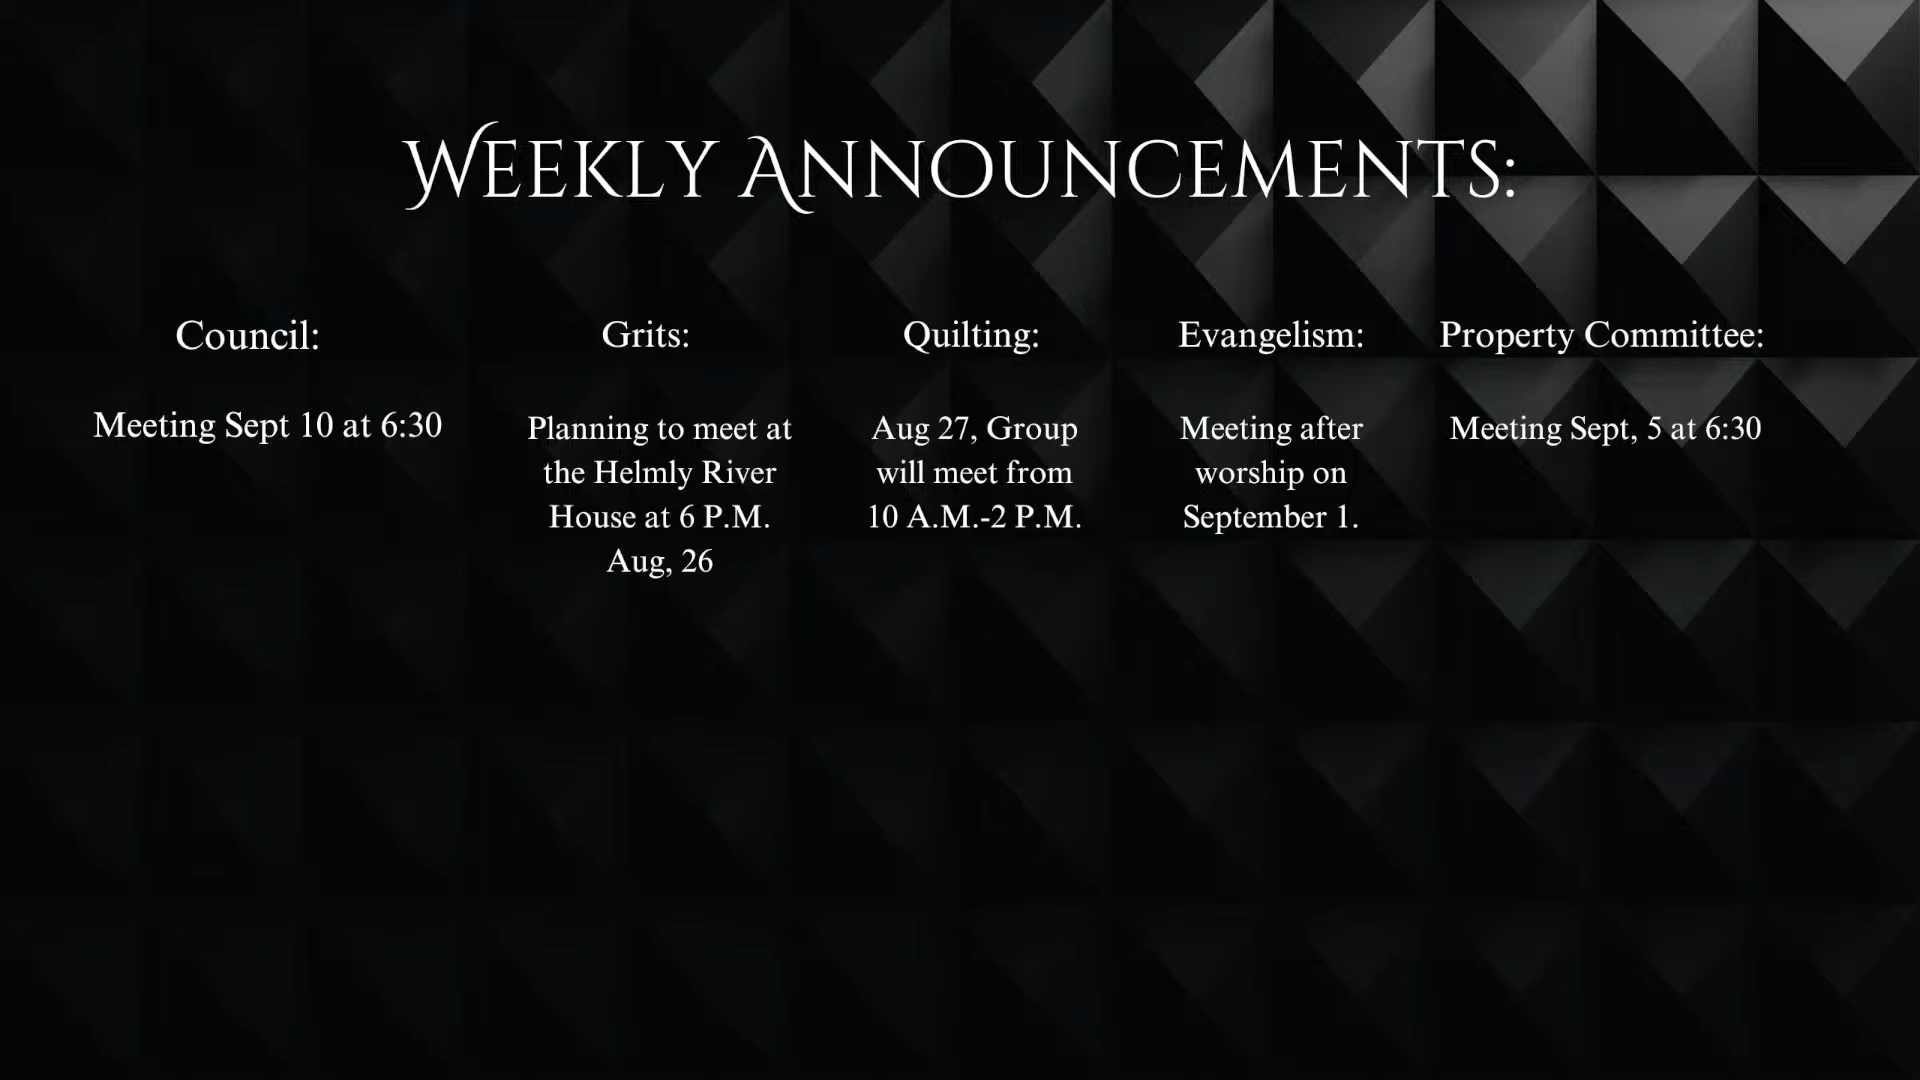 Weekly Announcements:
Council:
Meeting Sept 10 at 6:30
Grits:
Planning to meet at
the Helmly River
House at 6 P.M.
Aug, 26
Quilting:
Aug 27, Group
will meet from
10 A.M.-2 P.M.
Evangelism:
Meeting after
worship on
September 1.
Property Committee:
Meeting Sept, 5 at 6:30